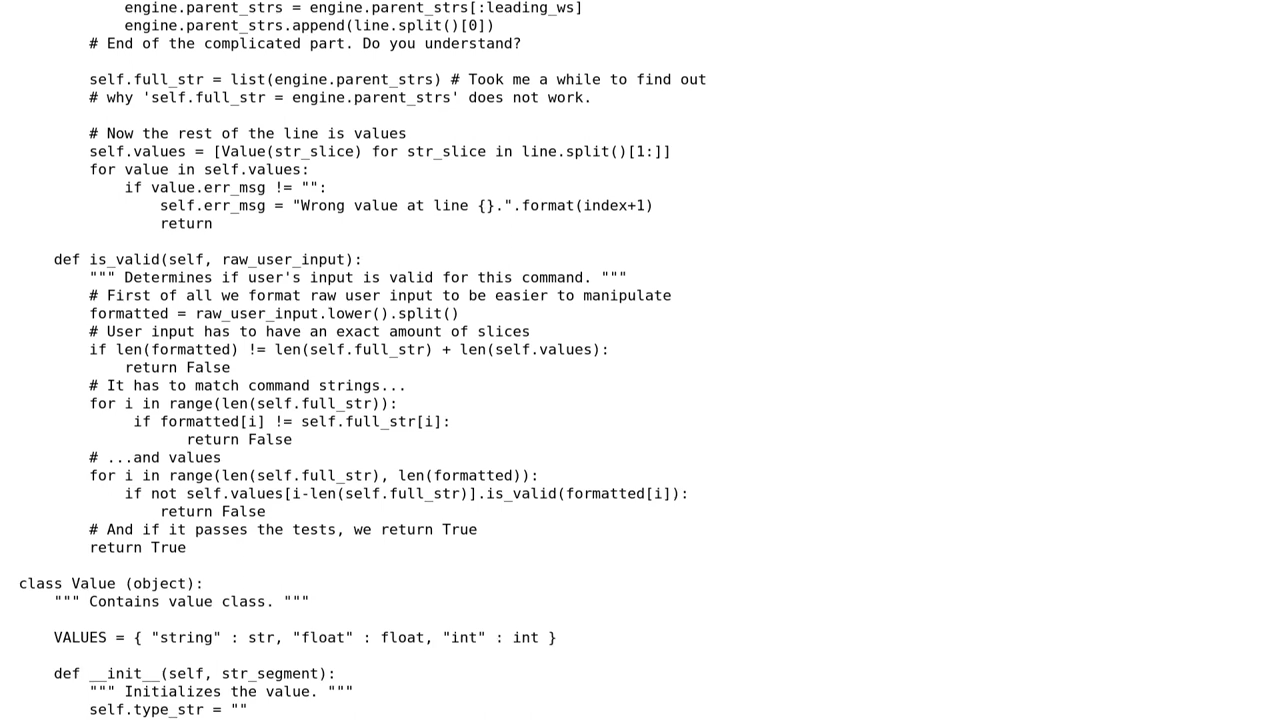 engine.parent_strs = engine.parent_strs[:leading_ws]
engine.parent_strs.append(line.split()[0])
# End of the complicated part. Do you understand?
self.full_str = list(engine.parent_strs) # Took me a while to find out
# why 'self.full_str = engine.parent_strs' does not work.
# Now the rest of the line is values
self.values = [Value(str_slice) for str_slice in line.split()[1:]]
for value in self.values:
if value.err_msg != "":
self.err_msg = "Wrong value at line {}.".format(index+1)
return
def is_valid(self, raw_user_input):
""" Determines if user's input is valid for this command. """
# First of all we format raw user input to be easier to manipulate
formatted = raw_user_input.lower().split()
# User input has to have an exact amount of slices
if len(formatted) != len(self.full_str) + len(self.values):
return False
# It has to match command strings...
for i in range(len(self.full_str)):
if formatted[i] != self.full_str[i]:
return False
# ...and values
for i in range(len(self.full_str), len(formatted)):
if not self.values[i-len(self.full_str)].is_valid(formatted[i]):
return False
# And if it passes the tests, we return True
return True
class Value (object):
""" Contains value class. """
VALUES = { "string" : str, "float" : float, "int" : int }
def __init__(self, str_segment):
""" Initializes the value. """
self.type_str = ""